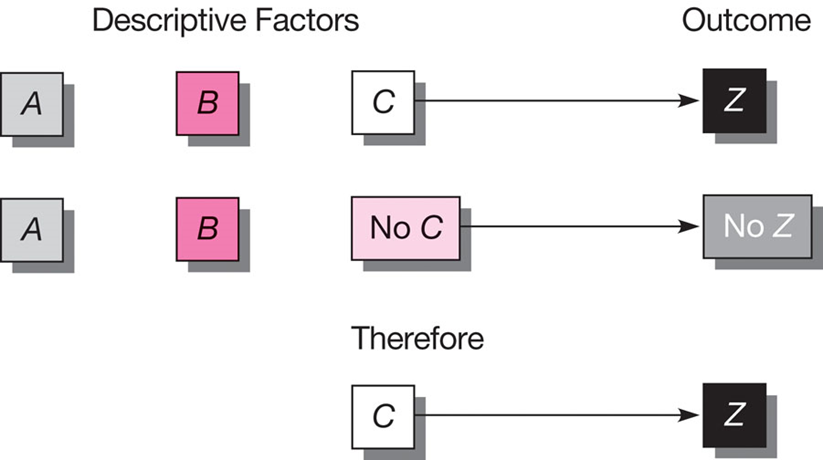 Descriptive Factors Outcome
A B C Z
A B No C No Z
Therefore
C Z